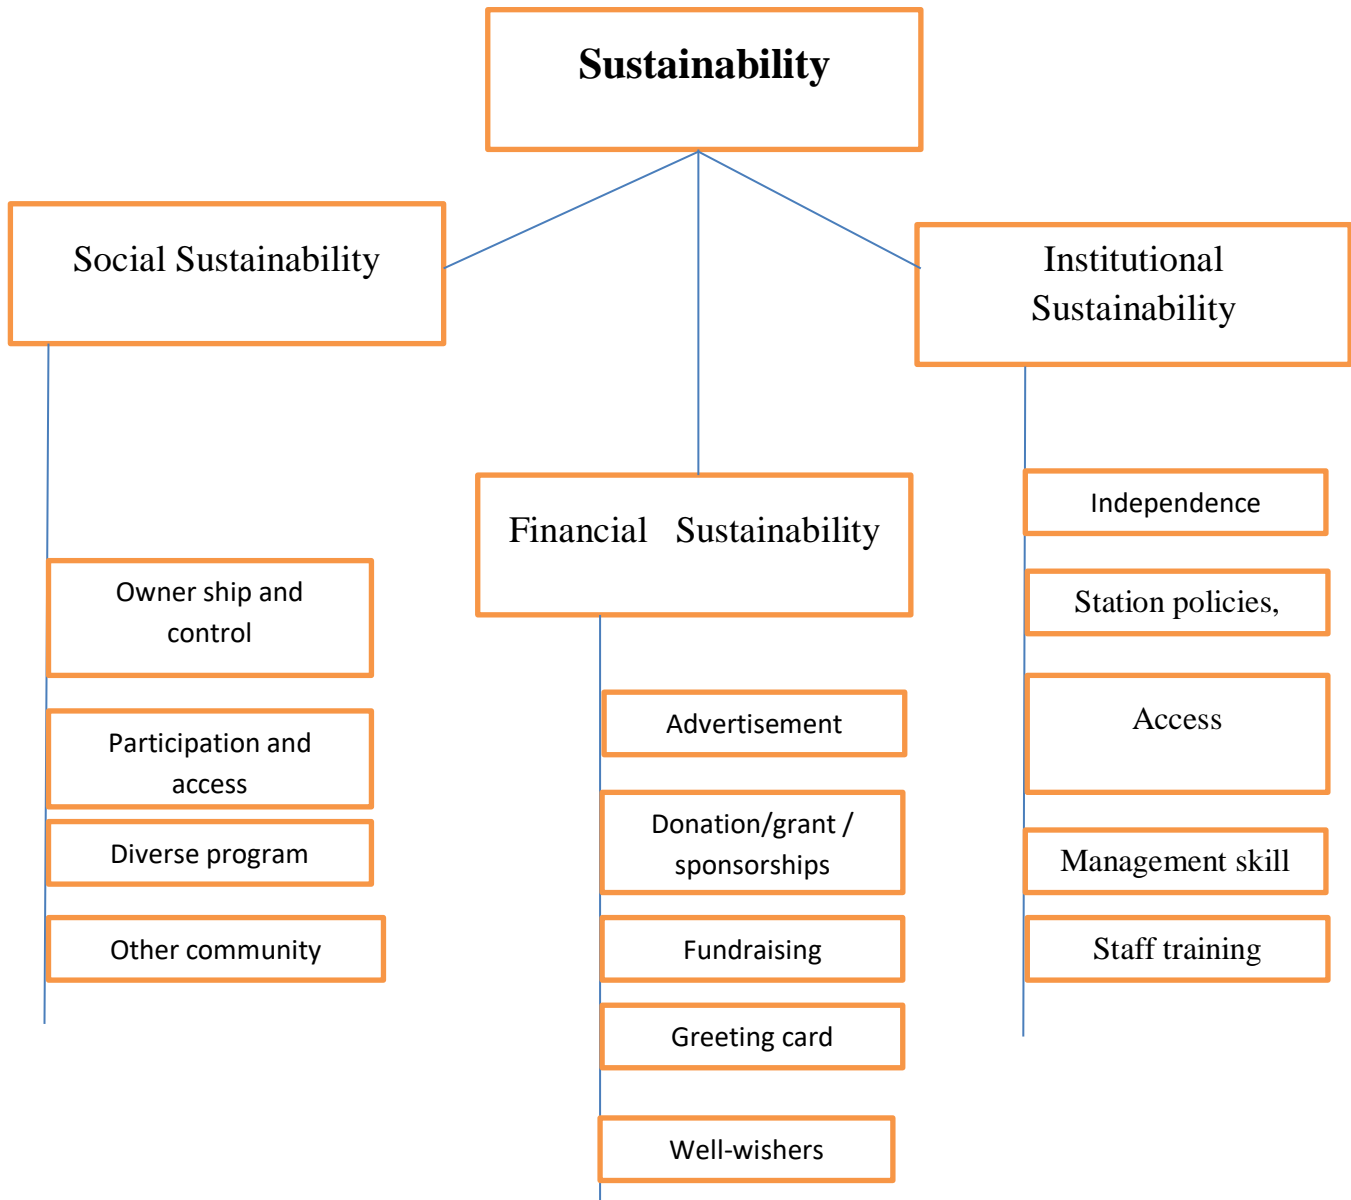 Sustainability
Social Sustainability
Institutional
Sustainability
Financial Sustainability
Owner ship and
control
Participation and
access
Diverse program
Other community
Advertisement
Donation/grant /
sponsorships
Fundraising
Greeting card
Well-wishers
Independence
Station policies,
Access
Management skill
Staff training